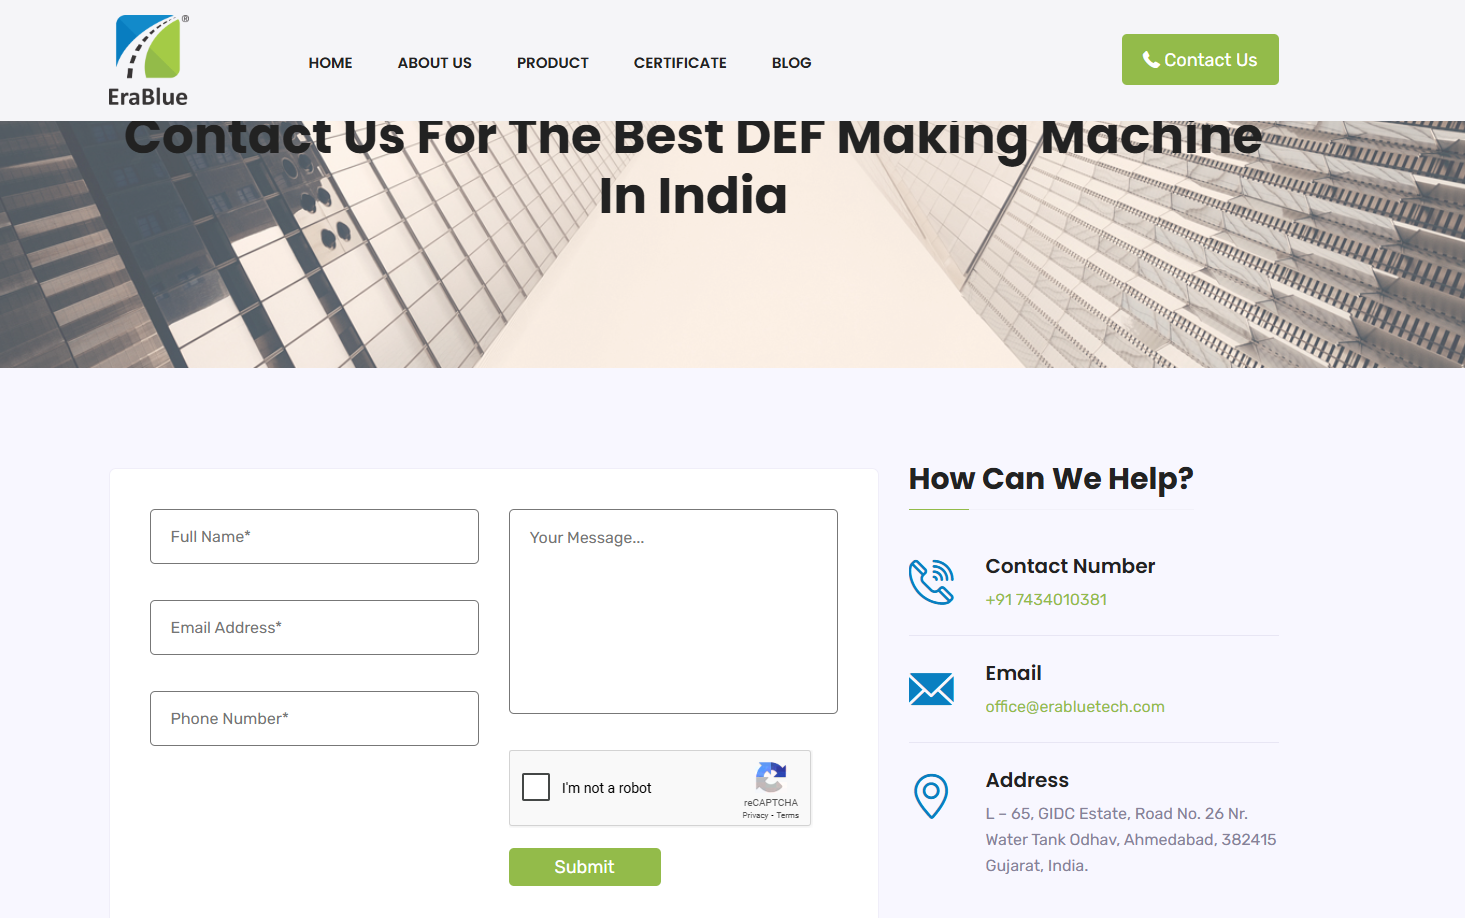 ®
EraBlue
HOME ABOUT US PRODUCT CERTIFICATE BLOG
Contact Us
Contact Us For The Best DEF Making Machine
In India
Full Name*
Email Address*
Phone Number*
Your Message...
I'm not a robot
reCAPTCHA
Privacy - Terms
Submit
How Can We Help?
Contact Number
+91 7434010381
Email
office@erabluetech.com
Address
L – 65, GIDC Estate, Road No. 26 Nr.
Water Tank Odhav, Ahmedabad, 382415
Gujarat, India.